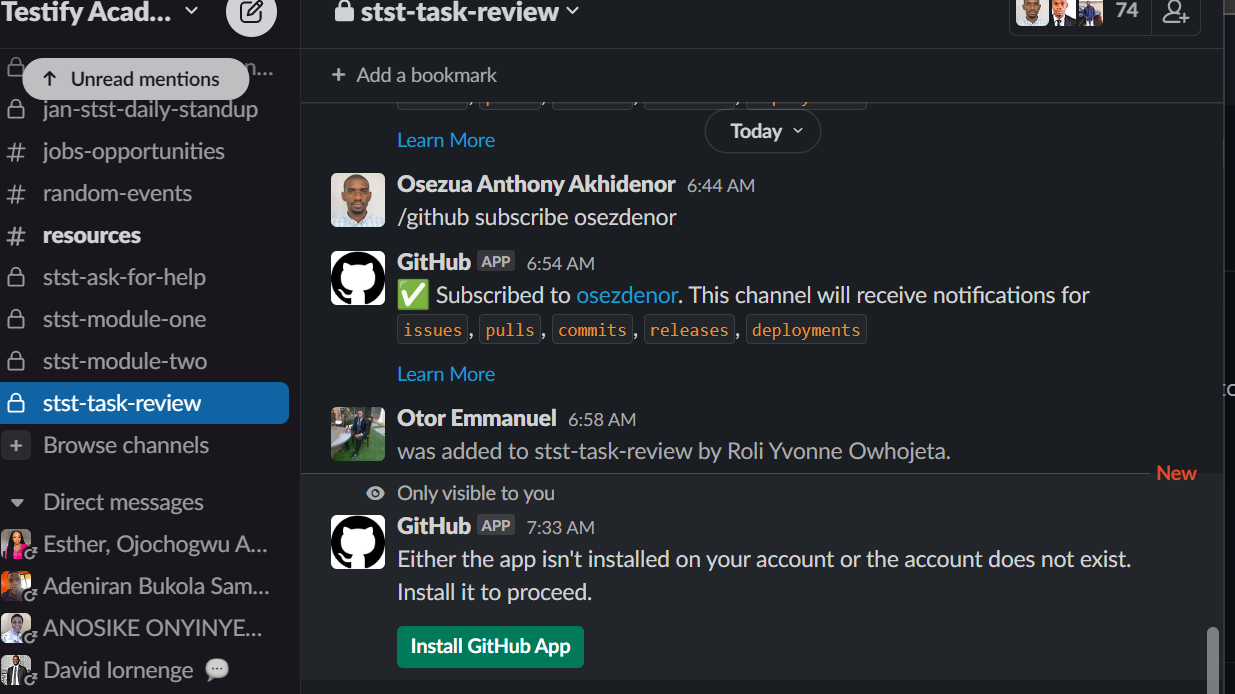 Testify Acad...
Unread mentions
n...
jan-stst-daily-standup
# jobs-opportunities
# random-events
# resources
stst-ask-for-help
stst-module-one
stst-module-two
stst-task-review
+ Browse channels
Direct messages
Esther, Ojochogwu A...
Adeniran Bukola Sam...
ANOSIKE ONYINYE...
David lornenge
stst-task-review
74
+ Add a bookmark
Learn More
Today
Osezua Anthony Akhidenor 6:44 AM
/github subscribe osezdenor
GitHub APP 6:54 AM
✅ Subscribed to osezdenor. This channel will receive notifications for
issues, pulls, commits, releases, deployments
Learn More
Otor Emmanuel 6:58 AM
was added to stst-task-review by Roli Yvonne Owhojeta.
New
Only visible to you
GitHub APP 7:33 AM
Either the app isn't installed on your account or the account does not exist.
Install it to proceed.
Install GitHub App